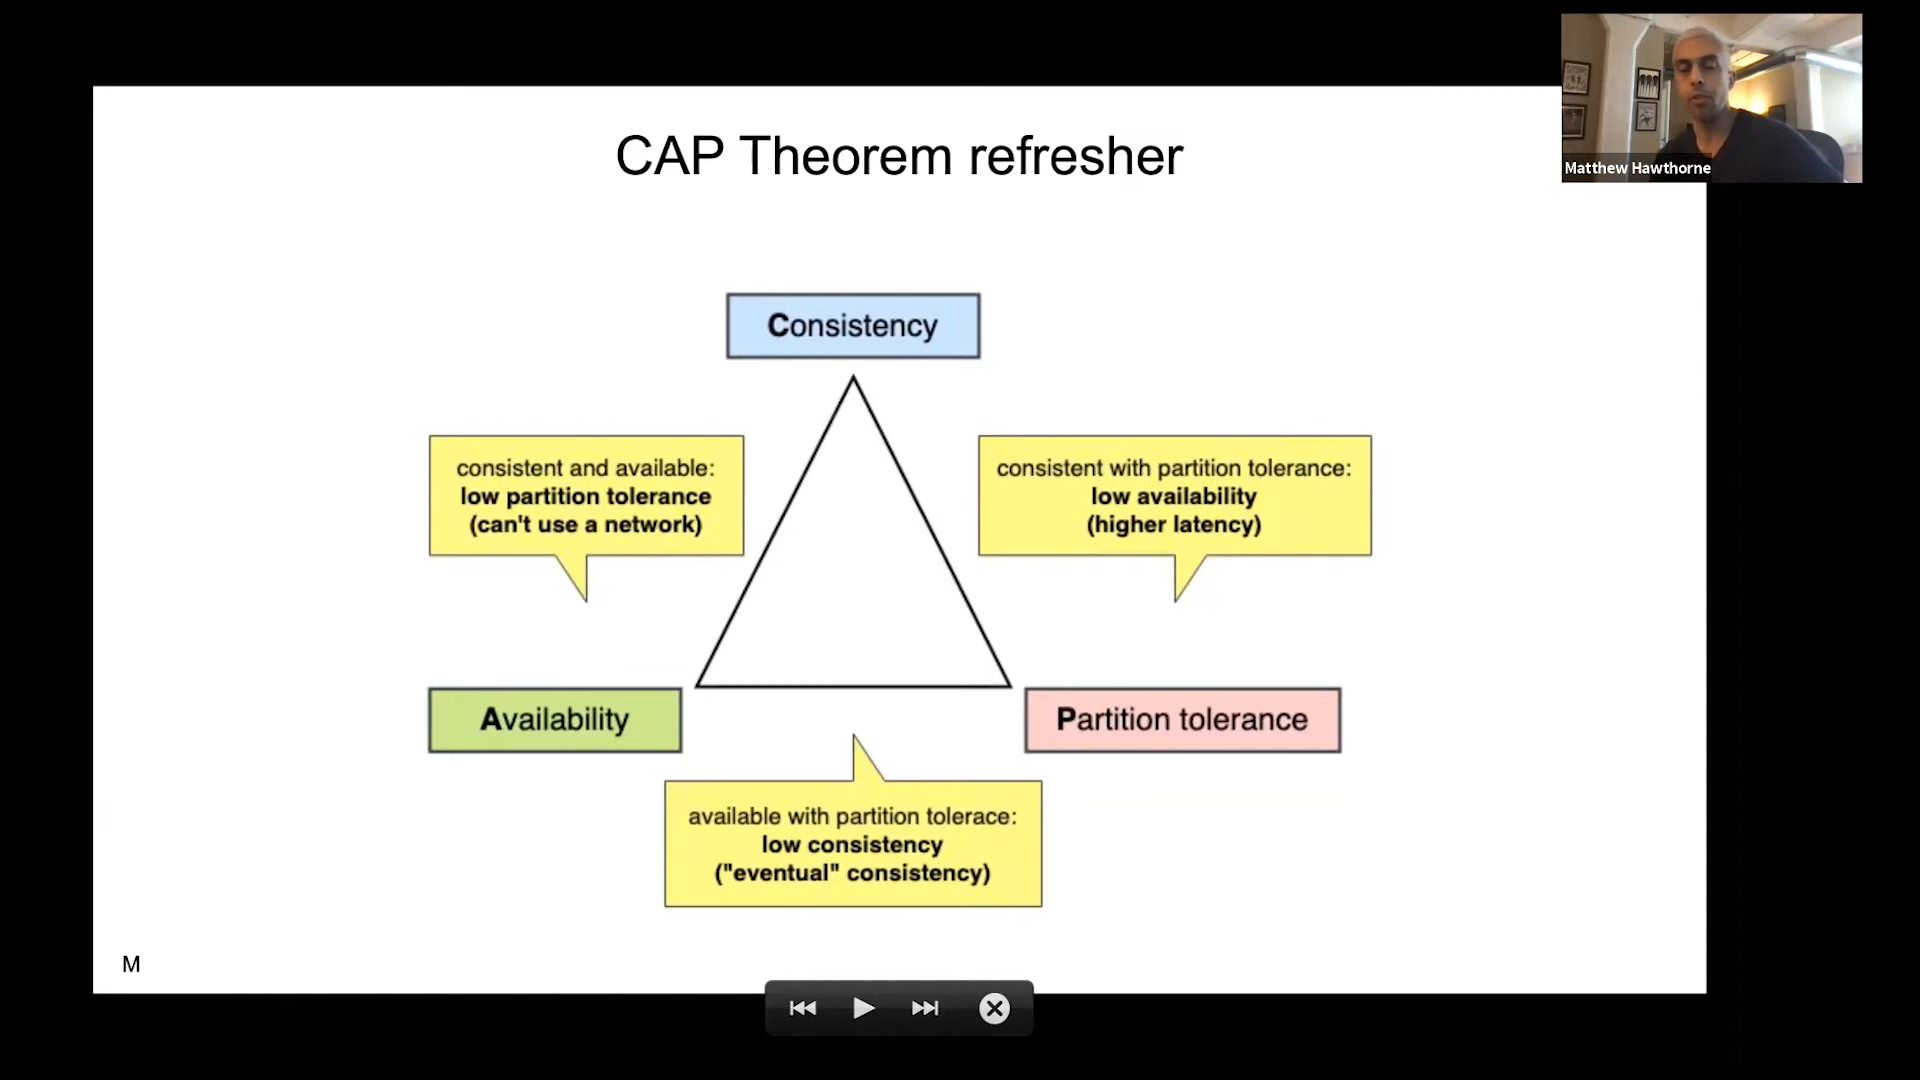 Matthew Hawthorne
CAP Theorem refresher
Consistency
consistent and available:
low partition tolerance
(can't use a network)
consistent with partition tolerance:
low availability
(higher latency)
Availability
Partition tolerance
available with partition tolerace:
low consistency
("eventual" consistency)
M